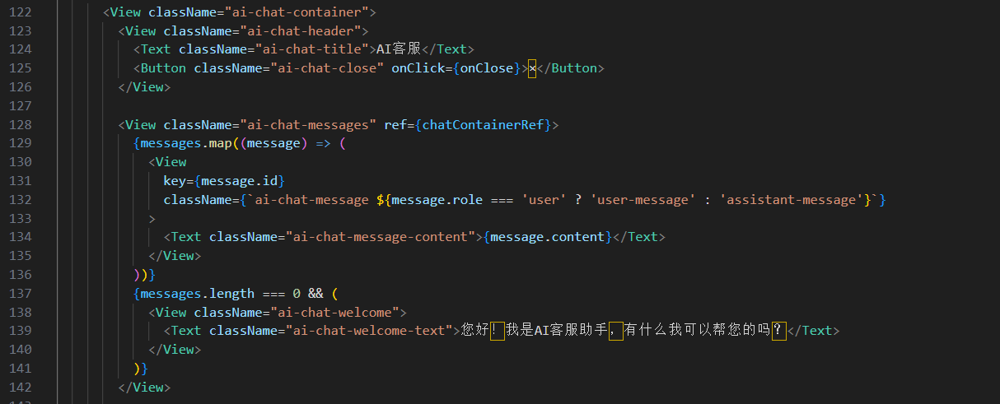 122 <View className="ai-chat-container">
123 <View className="ai-chat-header">
124 <Text className="ai-chat-title">AI客服</Text>
125 <Button className="ai-chat-close" onClick={onClose}>×</Button>
126 </View>
127
128 <View className="ai-chat-messages" ref={chatContainerRef}>
129 {messages.map((message) => (
130 <View
131 key={message.id}
132 className={`ai-chat-message ${message.role === 'user' ? 'user-message' : 'assistant-message'}`}
133 >
134 <Text className="ai-chat-message-content">{message.content}</Text>
135 </View>
136 ))}
137 {messages.length === 0 && (
138 <View className="ai-chat-welcome">
139 <Text className="ai-chat-welcome-text">您好！我是AI客服助手，有什么我可以帮您的吗？</Text>
140 </View>
141 )}
142 </View>